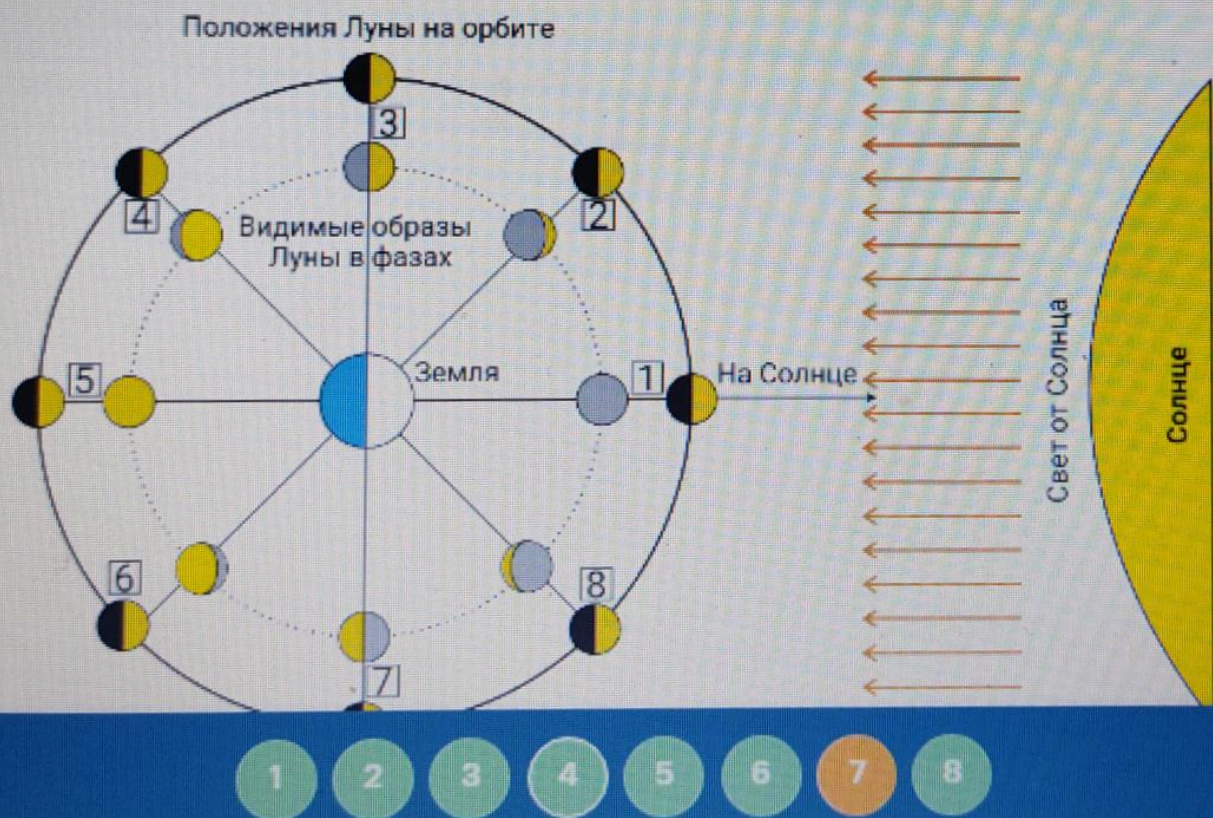 Положения Луны на орбите
3
4
2
Видимые образы
Луны в фазах
5
Земля
1
На Солнце
Свет от Солнца
Солнце
6
8
7
1 2 3 4 5 6 7 8